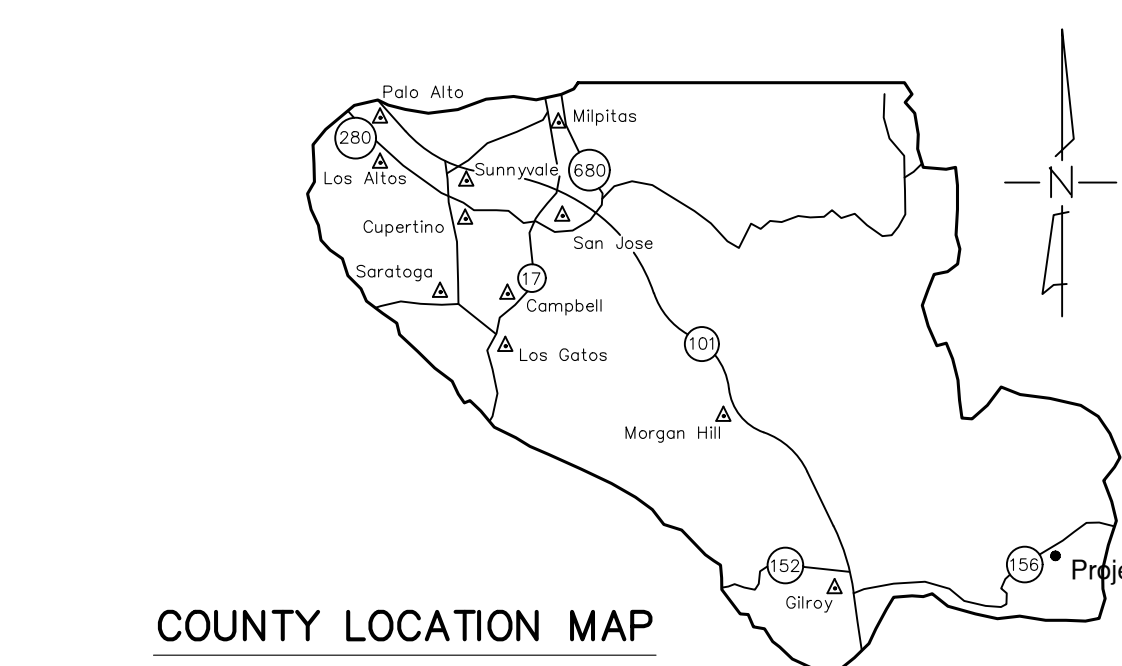 Palo Alto
Milpitas
280
Sunnyvale
680
Los Altos
N
Cupertino
San Jose
Saratoga
17
Campbell
101
Los Gatos
Morgan Hill
152
156
Proje
Gilroy
COUNTY LOCATION MAP